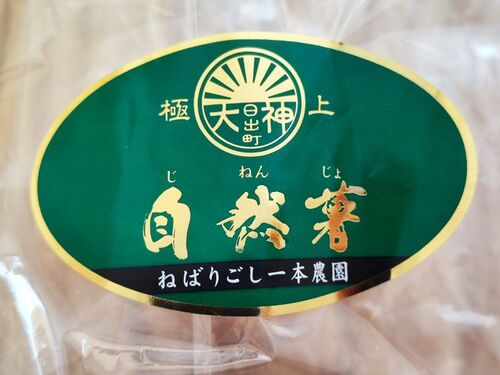 極 大日出町神 上
じ ねん じょ
自然薯
ねばりごし一本農園